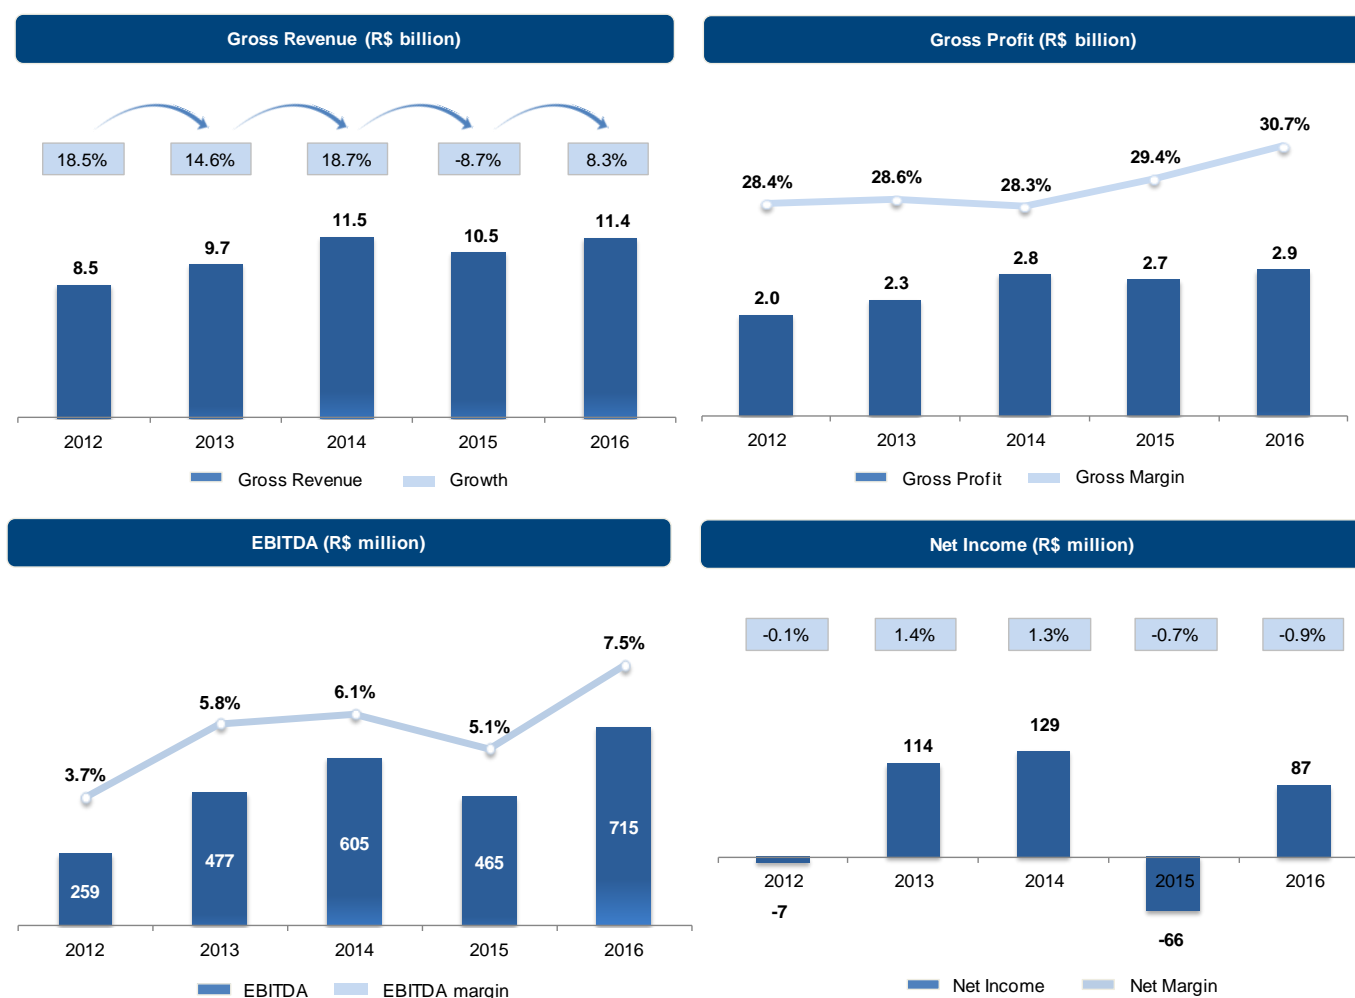 Gross Revenue (R$ billion)
18.5% 14.6% 18.7% -8.7% 8.3%
8.5 9.7 11.5 10.5 11.4
2012 2013 2014 2015 2016
Gross Revenue Growth
Gross Profit (R$ billion)
28.4% 28.6% 28.3% 29.4% 30.7%
2.0 2.3 2.8 2.7 2.9
2012 2013 2014 2015 2016
Gross Profit Gross Margin
EBITDA (R$ million)
3.7% 5.8% 6.1% 5.1% 7.5%
259 477 605 465 715
2012 2013 2014 2015 2016
EBITDA EBITDA margin
Net Income (R$ million)
-0.1% 1.4% 1.3% -0.7% -0.9%
114 129 87
2012 2013 2014 2015 2016
-7 -66
Net Income Net Margin